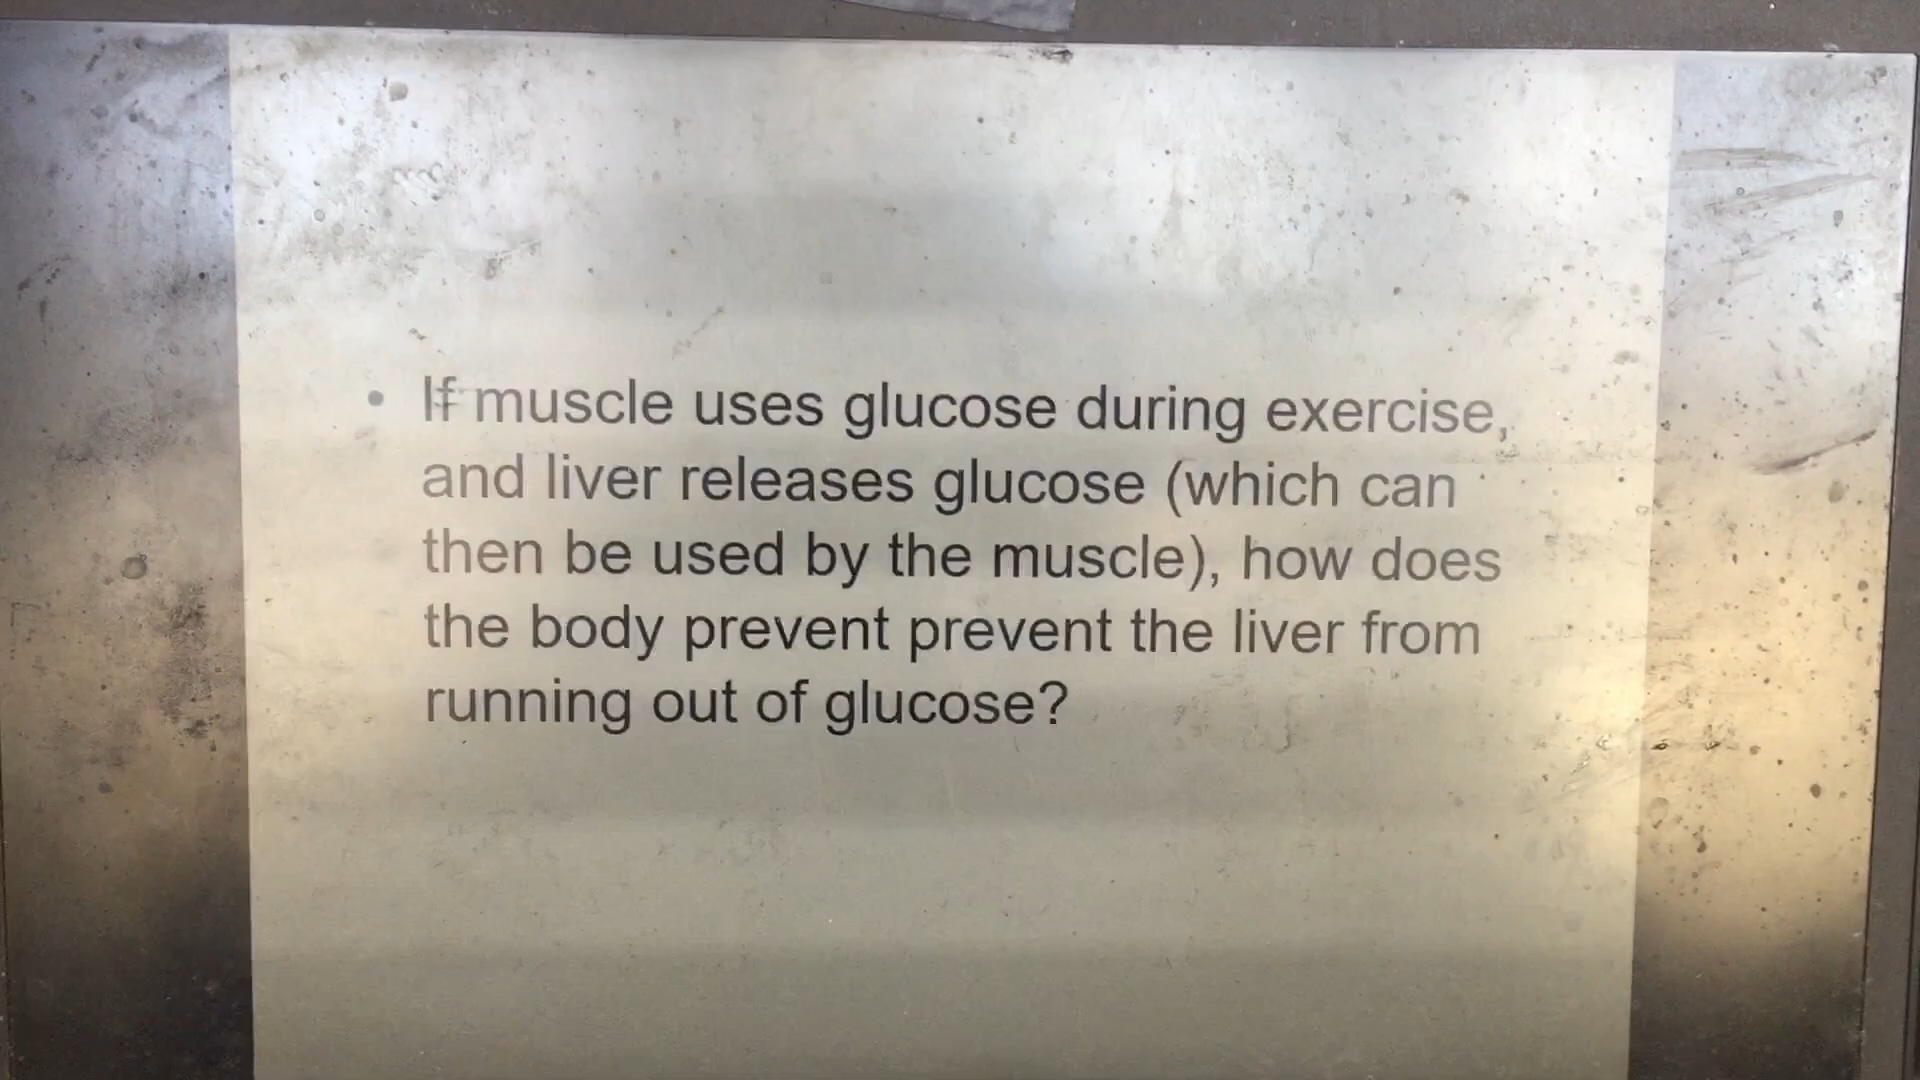 • If muscle uses glucose during exercise,
and liver releases glucose (which can
then be used by the muscle), how does
the body prevent prevent the liver from
running out of glucose?